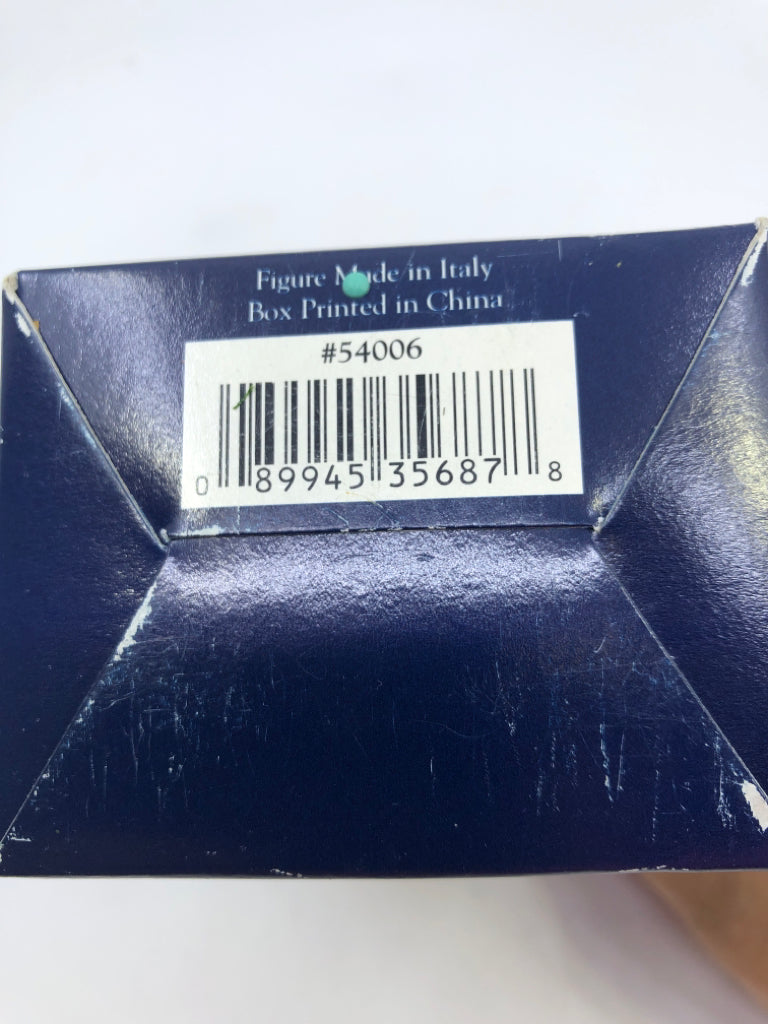 Figure Made in Italy
Box Printed in China
#54006
0 89945 35687 8